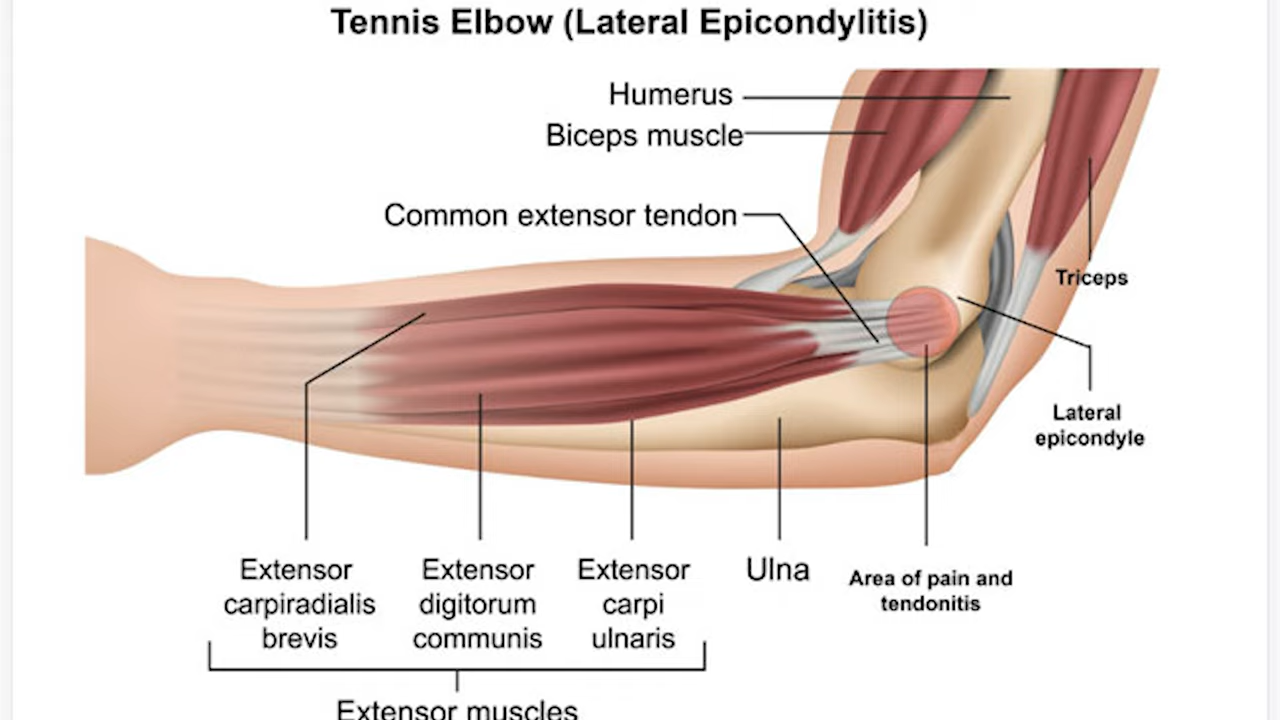 Tennis Elbow (Lateral Epicondylitis)
Humerus
Biceps muscle
Common extensor tendon
Triceps
Lateral
epicondyle
Extensor
carpiradialis
brevis
Extensor
digitorum
communis
Extensor
carpi
ulnaris
Ulna
Area of pain and
tendonitis
Extensor muscles